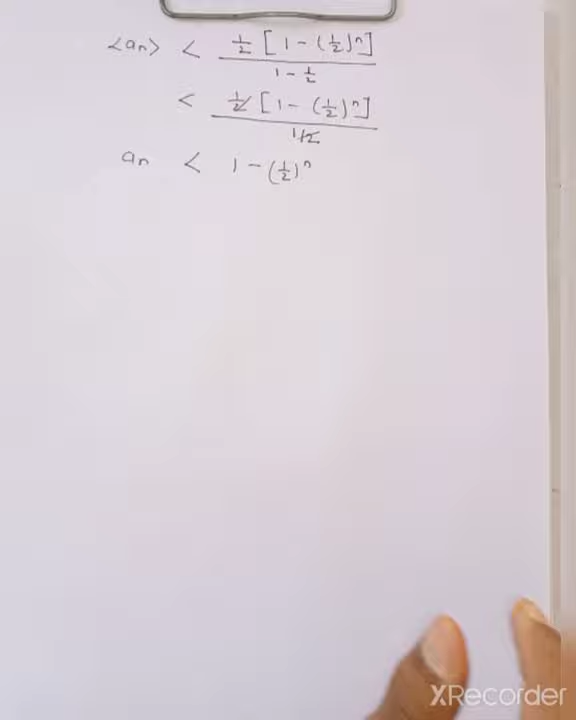 <an> < 1/2 [1 - (1/2)^n] / 1 - 1/2
< 1/2 [1 - (1/2)^n] / 1/2
an < 1 - (1/2)^n
XRecorder